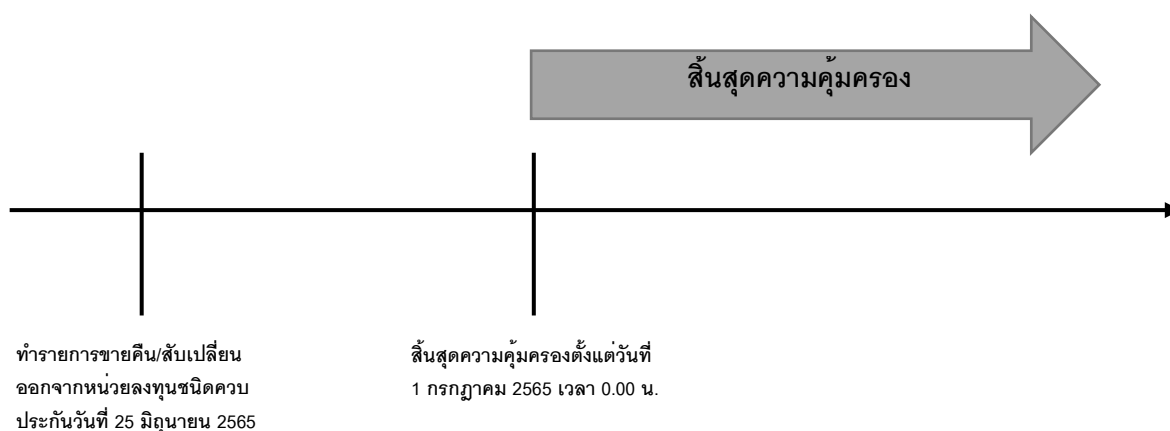 สิ้นสุดความคุ้มครอง
ทำรายการขายคืน/สับเปลี่ยน
ออกจากหน่วยลงทุนชนิดควบ
ประกันวันที่ 25 มิถุนายน 2565
สิ้นสุดความคุ้มครองตั้งแต่วันที่
1 กรกฎาคม 2565 เวลา 0.00 น.